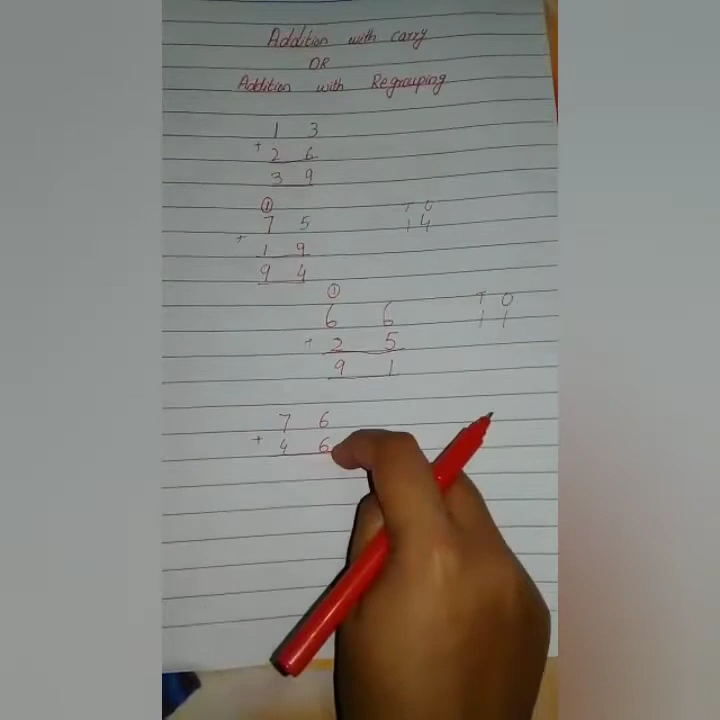 Addition with carry
OR
Addition with Regrouping
1 3
+ 2 6
3 9
①
7 5 T O
+ 1 9 1 4
9 4
①
6 6 T O
+ 2 5 1 1
9 1
7 6
+ 4 6